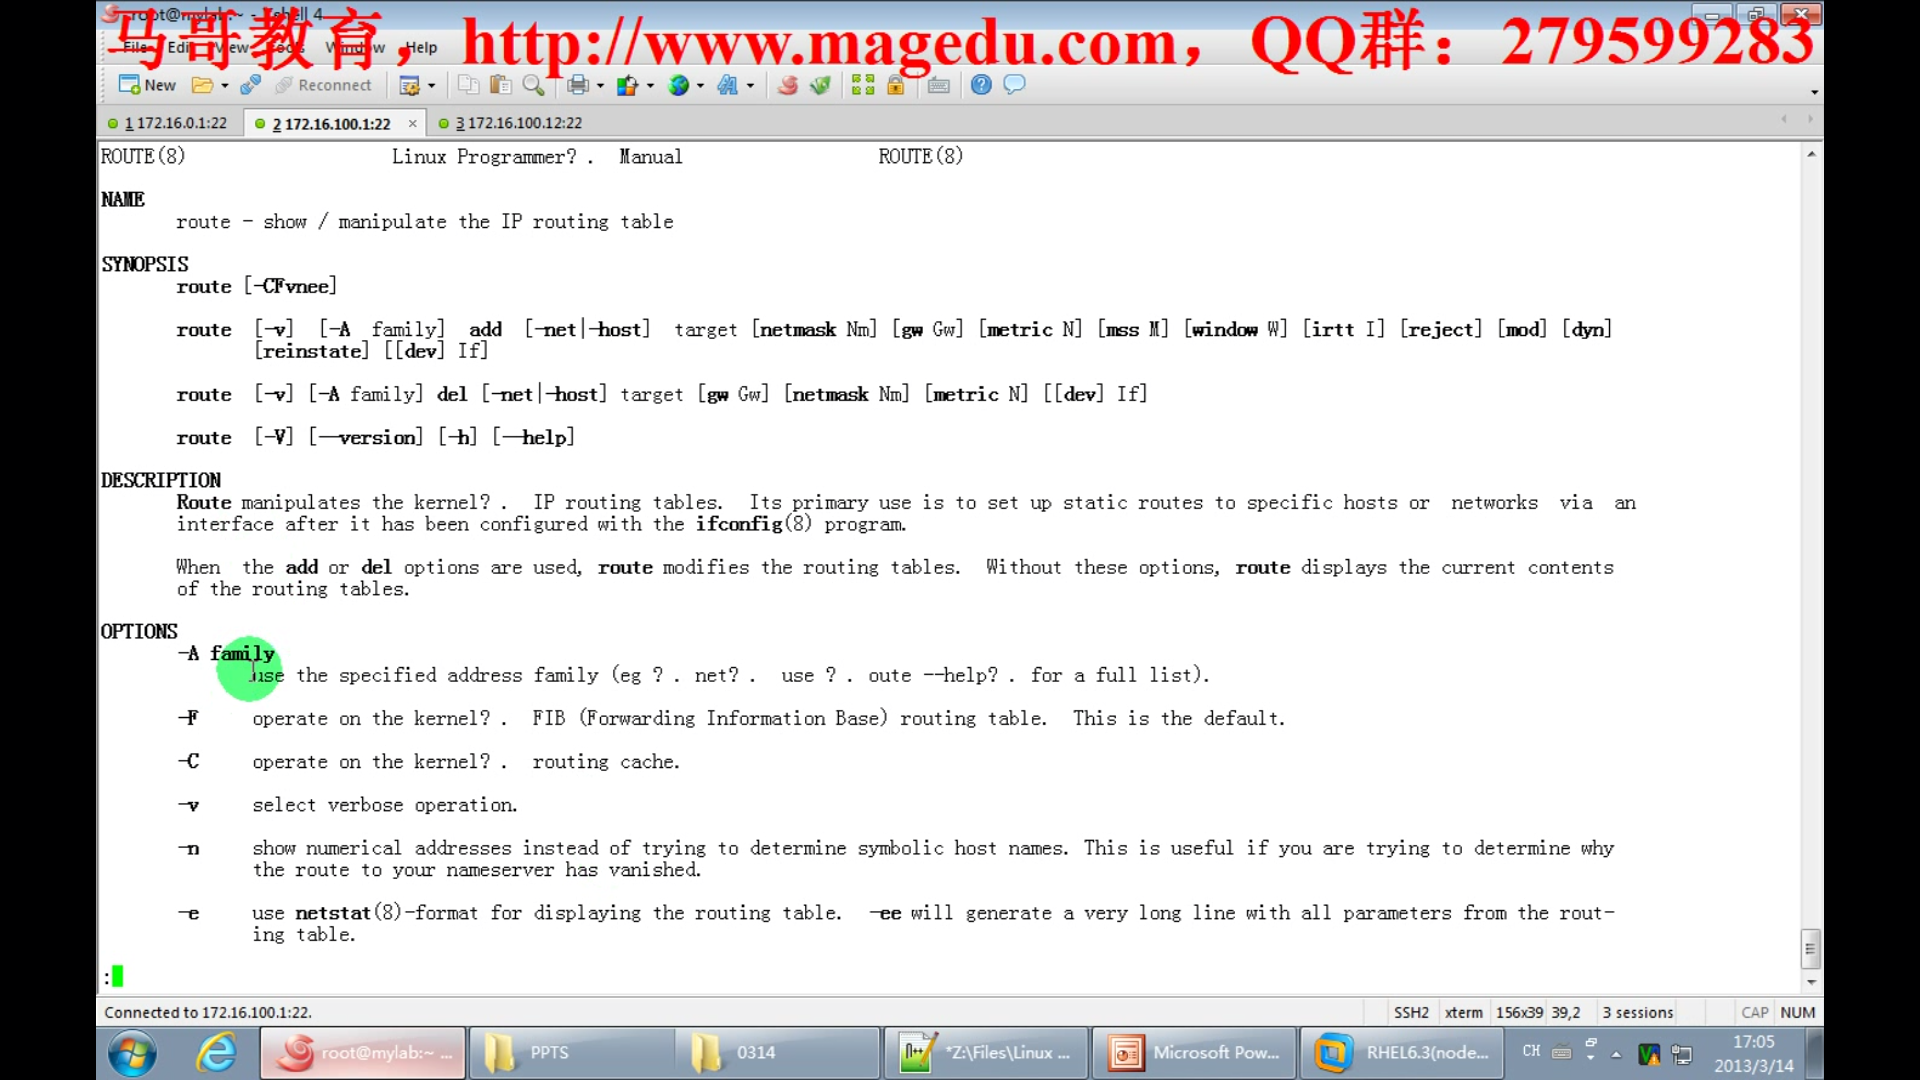 root@mylab:~ - Xshell 4
马哥教育，http://www.magedu.com，QQ群：279599283
File Edit View Tools Window Help
New Reconnect
1 172.16.0.1:22 2 172.16.100.1:22 × 3 172.16.100.12:22
ROUTE(8) Linux Programmer? . Manual ROUTE(8)
NAME
route - show / manipulate the IP routing table
SYNOPSIS
route [-CFvnee]
route [-v] [-A family] add [-net|-host] target [netmask Nm] [gw Gw] [metric N] [mss M] [window W] [irtt I] [reject] [mod] [dyn]
[reinstate] [[dev] If]
route [-v] [-A family] del [-net|-host] target [gw Gw] [netmask Nm] [metric N] [[dev] If]
route [-V] [--version] [-h] [--help]
DESCRIPTION
Route manipulates the kernel? . IP routing tables. Its primary use is to set up static routes to specific hosts or networks via an
interface after it has been configured with the ifconfig(8) program.
When the add or del options are used, route modifies the routing tables. Without these options, route displays the current contents
of the routing tables.
OPTIONS
-A family
use the specified address family (eg ? . net? . use ? . oute --help? . for a full list).
-F operate on the kernel? . FIB (Forwarding Information Base) routing table. This is the default.
-C operate on the kernel? . routing cache.
-v select verbose operation.
-n show numerical addresses instead of trying to determine symbolic host names. This is useful if you are trying to determine why
the route to your nameserver has vanished.
-e use netstat(8)-format for displaying the routing table. -ee will generate a very long line with all parameters from the rout-
ing table.
:
Connected to 172.16.100.1:22. SSH2 xterm 156x39 39,2 3 sessions CAP NUM
root@mylab:~ ... PPTS 0314 *Z:\Files\Linux ... Microsoft Pow... RHEL6.3(node... CH 17:05
2013/3/14